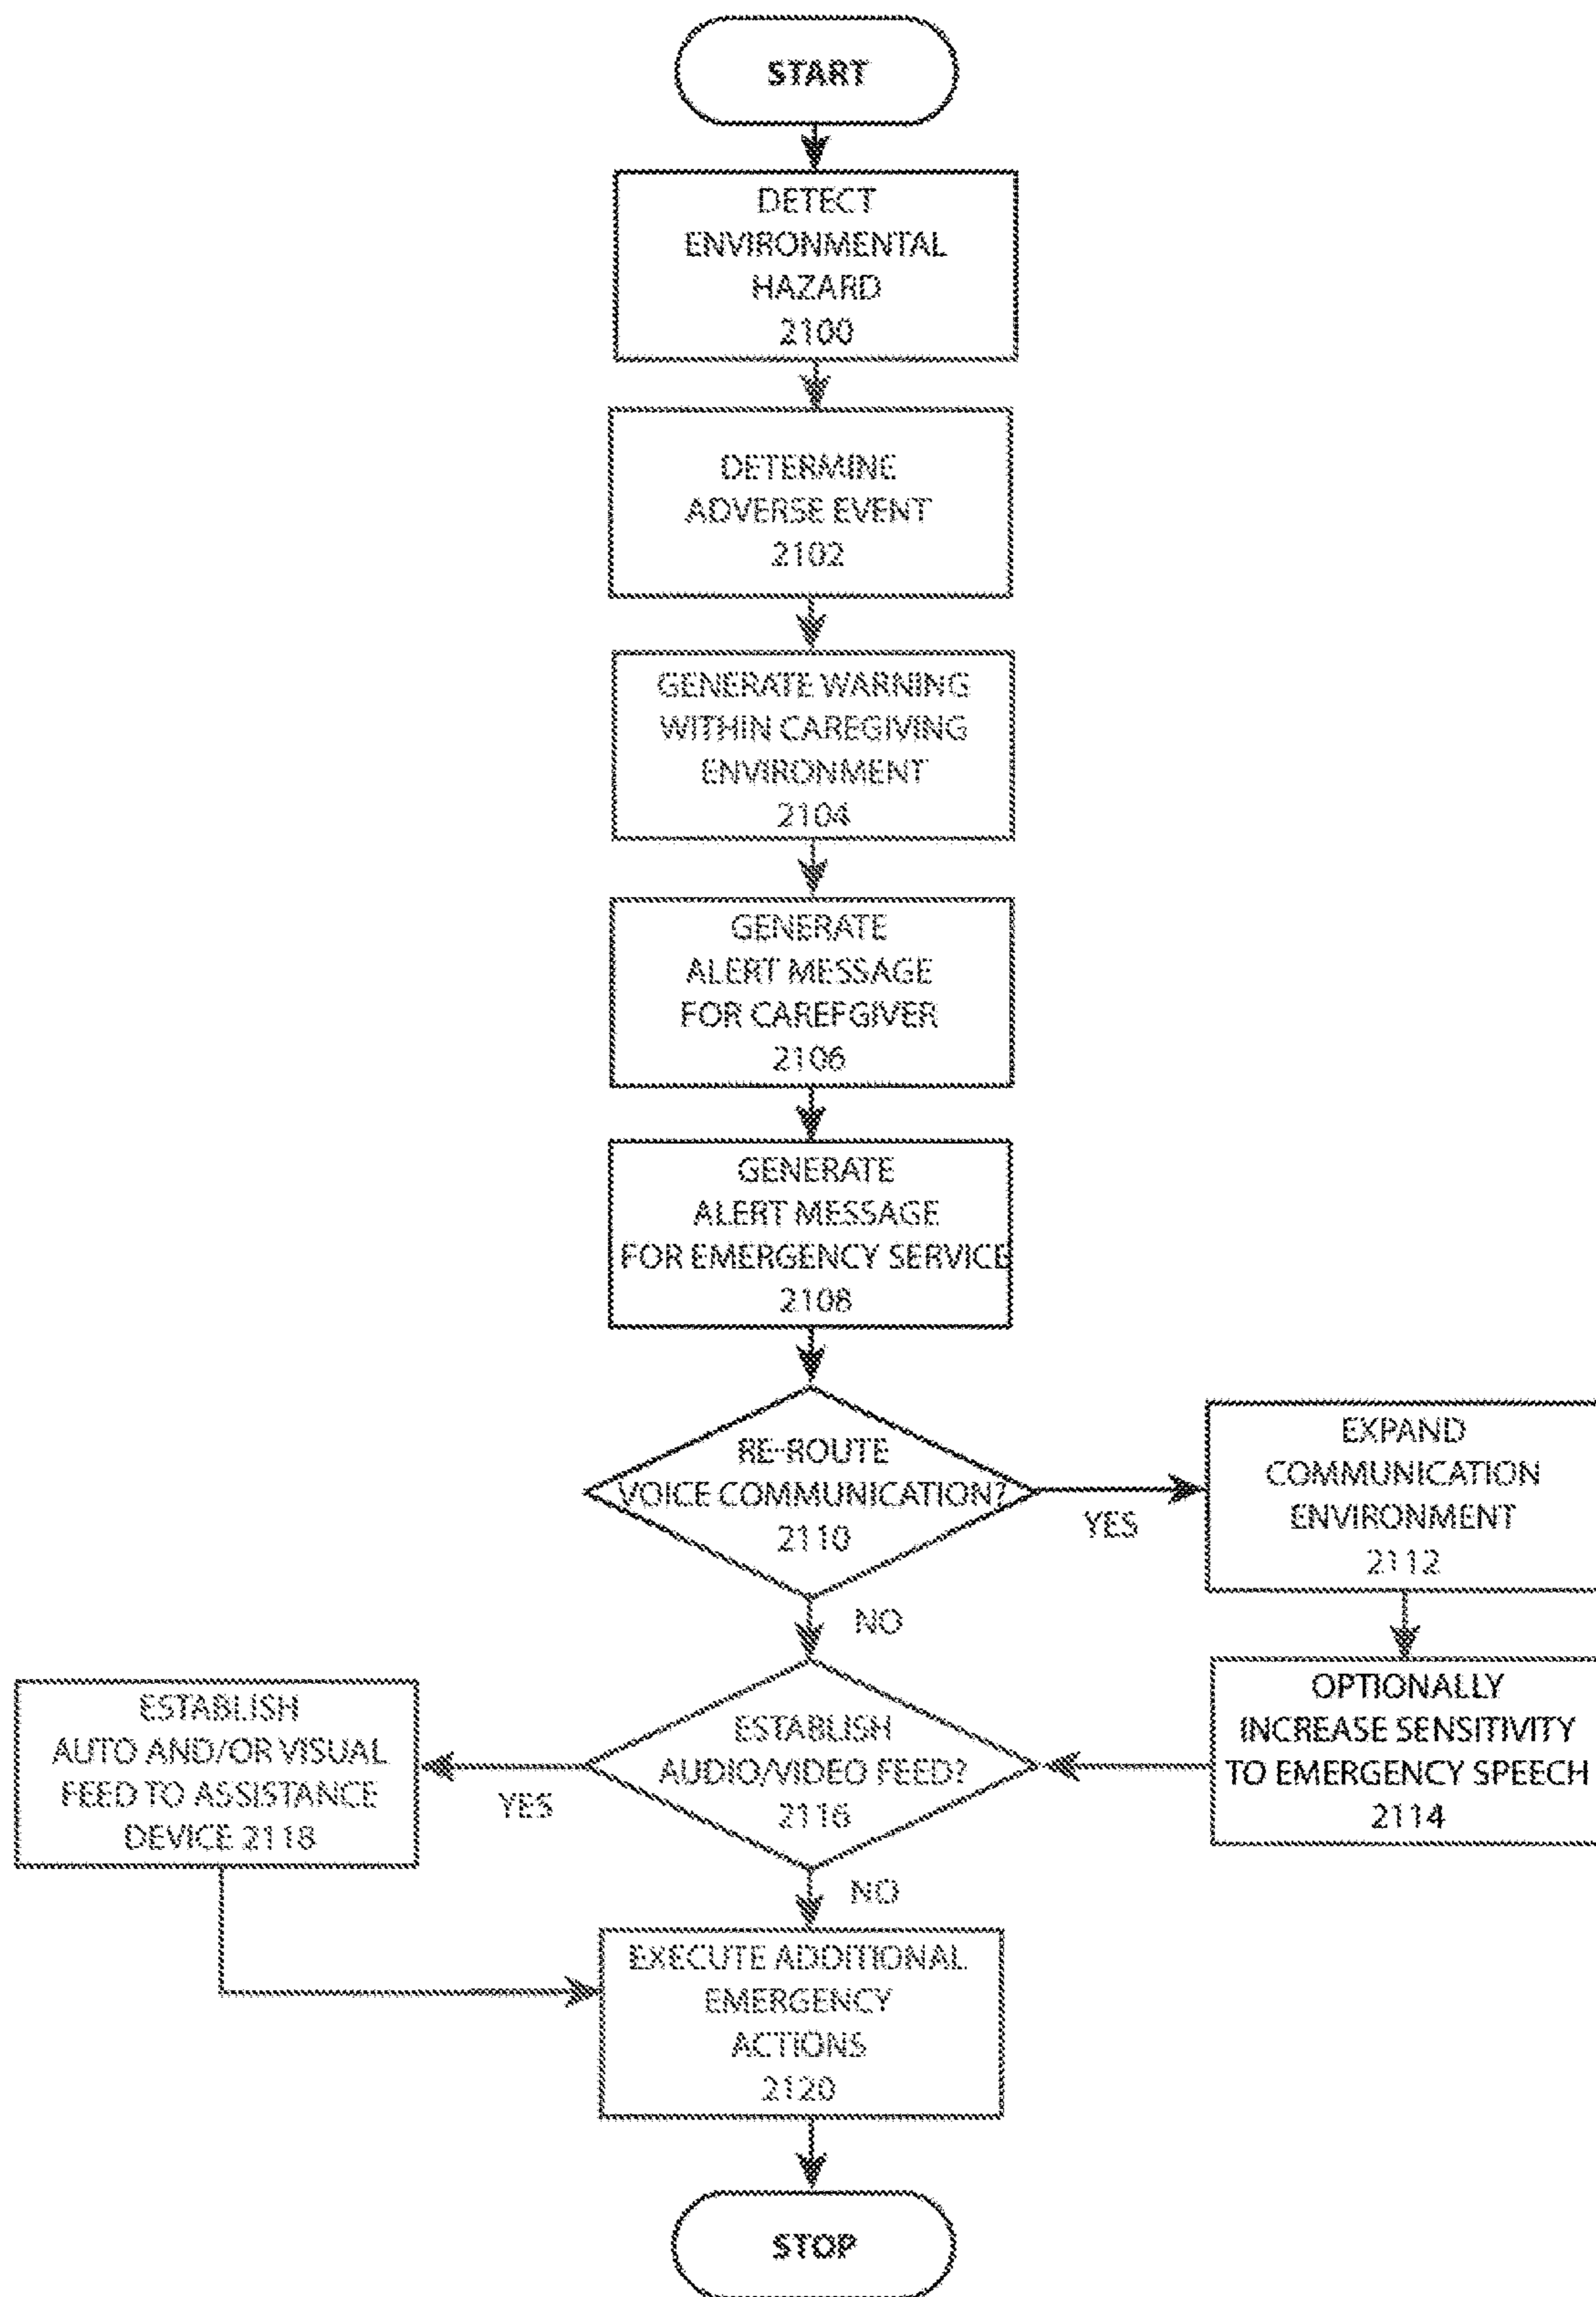 START
DETECT
ENVIRONMENTAL
HAZARD
2100
DETERMINE
ADVERSE EVENT
2102
GENERATE WARNING
WITHIN CAREGIVING
ENVIRONMENT
2104
GENERATE
ALERT MESSAGE
FOR CAREFGIVER
2106
GENERATE
ALERT MESSAGE
FOR EMERGENCY SERVICE
2108
RE-ROUTE
VOICE COMMUNICATION?
2110
YES
EXPAND
COMMUNICATION
ENVIRONMENT
2112
NO
OPTIONALLY
INCREASE SENSITIVITY
TO EMERGENCY SPEECH
2114
ESTABLISH
AUDIO/VIDEO FEED?
2116
YES
ESTABLISH
AUTO AND/OR VISUAL
FEED TO ASSISTANCE
DEVICE 2118
NO
EXECUTE ADDITIONAL
EMERGENCY
ACTIONS
2120
STOP